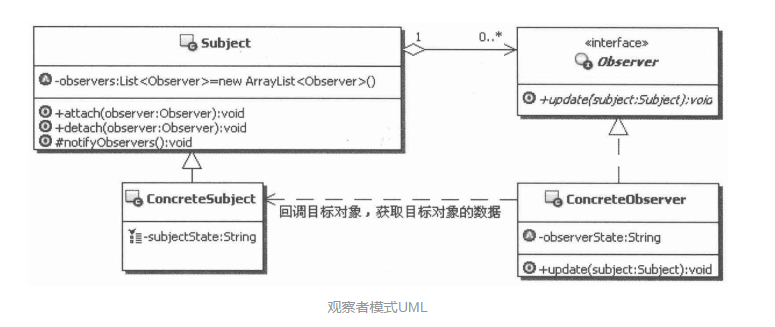 Subject
-observers:List<Observer>=new ArrayList<Observer>()
+attach(observer:Observer):void
+detach(observer:Observer):void
#notifyObservers():void
1
0..*
«interface»
Observer
+update(subject:Subject):void
ConcreteSubject
-subjectState:String
回调目标对象，获取目标对象的数据
ConcreteObserver
-observerState:String
+update(subject:Subject):void
观察者模式UML